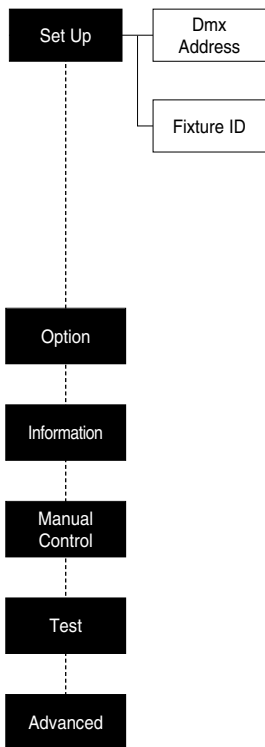 Set Up
Dmx
Address
Fixture ID
Option
Information
Manual
Control
Test
Advanced